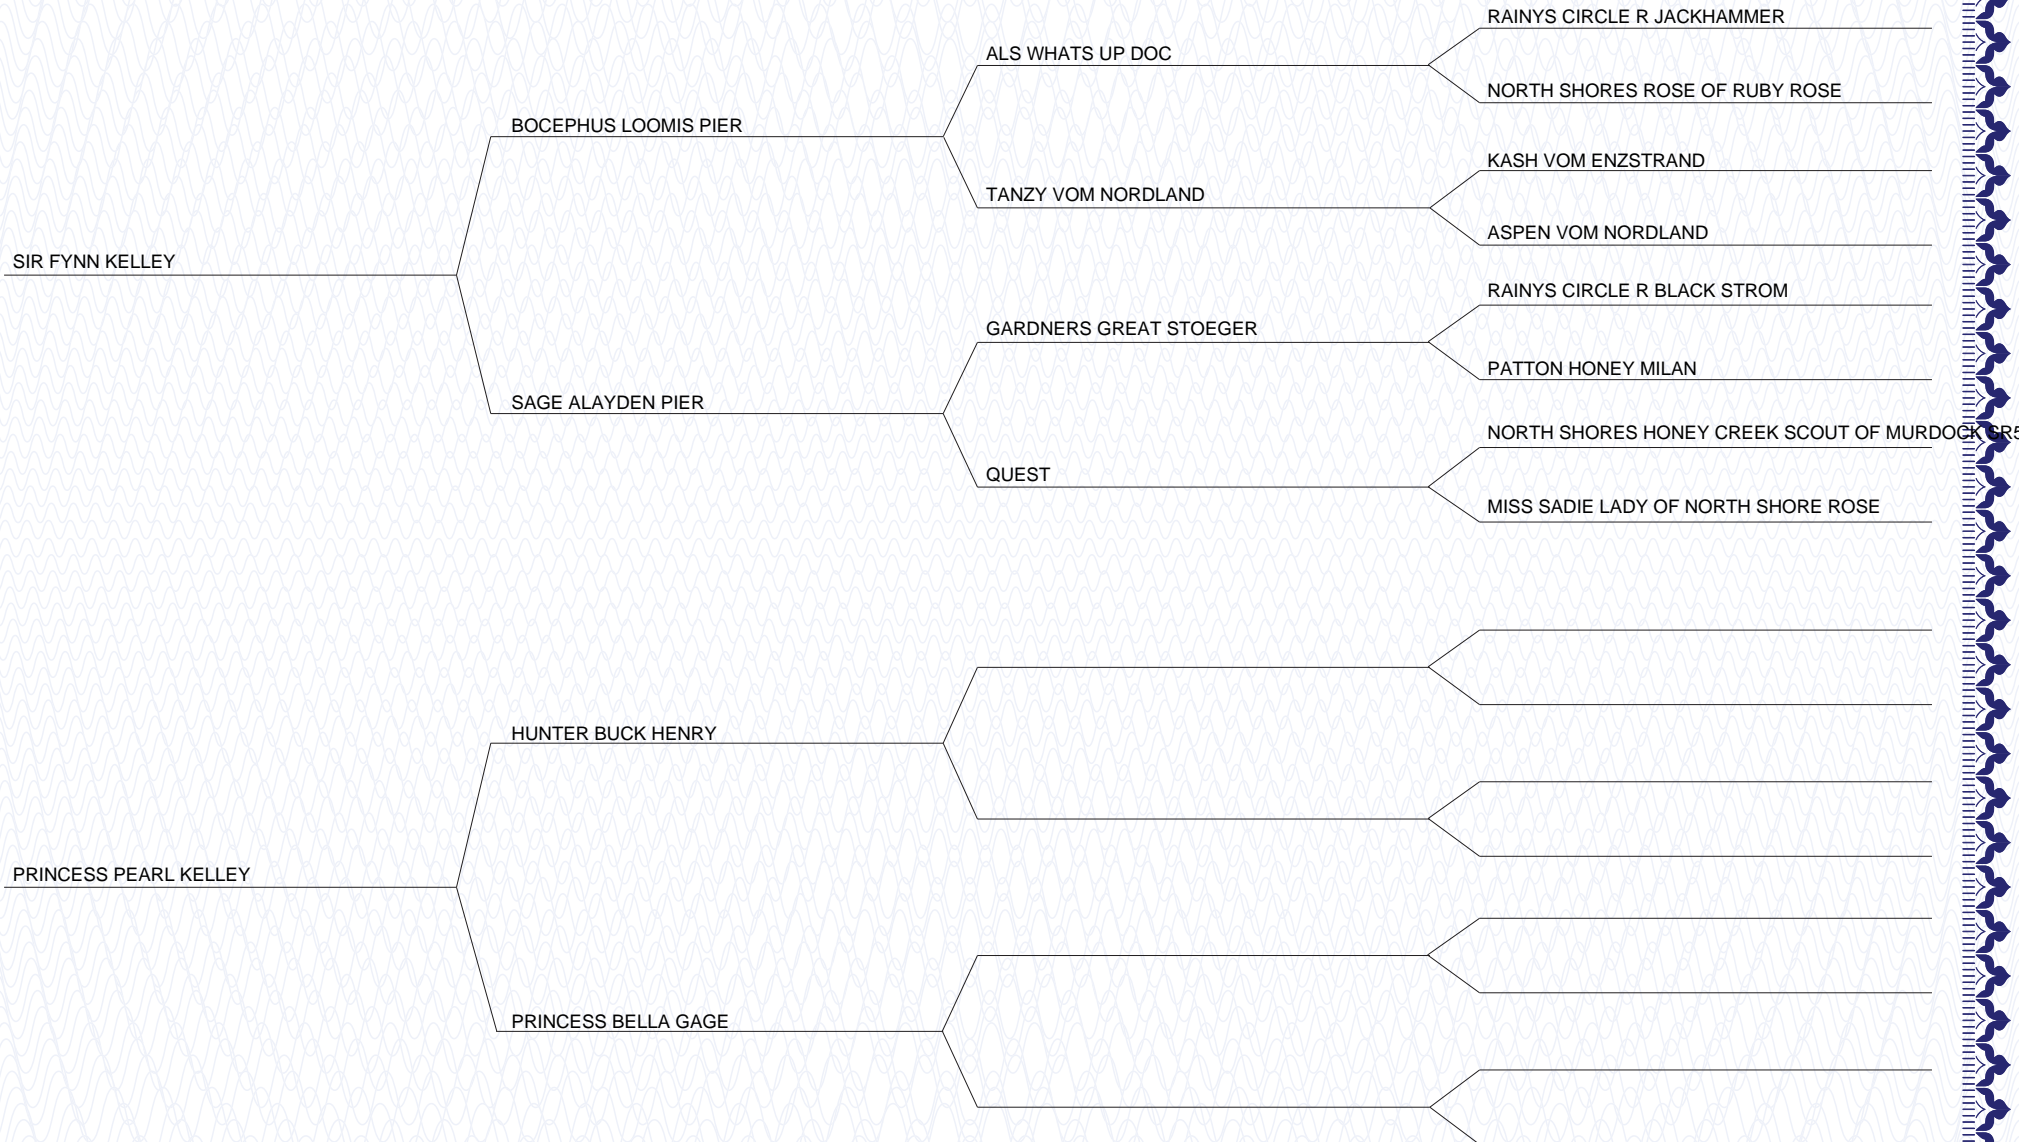 RAINYS CIRCLE R JACKHAMMER
ALS WHATS UP DOC
NORTH SHORES ROSE OF RUBY ROSE
BOCEPHUS LOOMIS PIER
KASH VOM ENZSTRAND
TANZY VOM NORDLAND
ASPEN VOM NORDLAND
SIR FYNN KELLEY
RAINYS CIRCLE R BLACK STROM
GARDNERS GREAT STOEGER
PATTON HONEY MILAN
SAGE ALAYDEN PIER
NORTH SHORES HONEY CREEK SCOUT OF MURDOCK SR5
QUEST
MISS SADIE LADY OF NORTH SHORE ROSE
HUNTER BUCK HENRY
PRINCESS PEARL KELLEY
PRINCESS BELLA GAGE